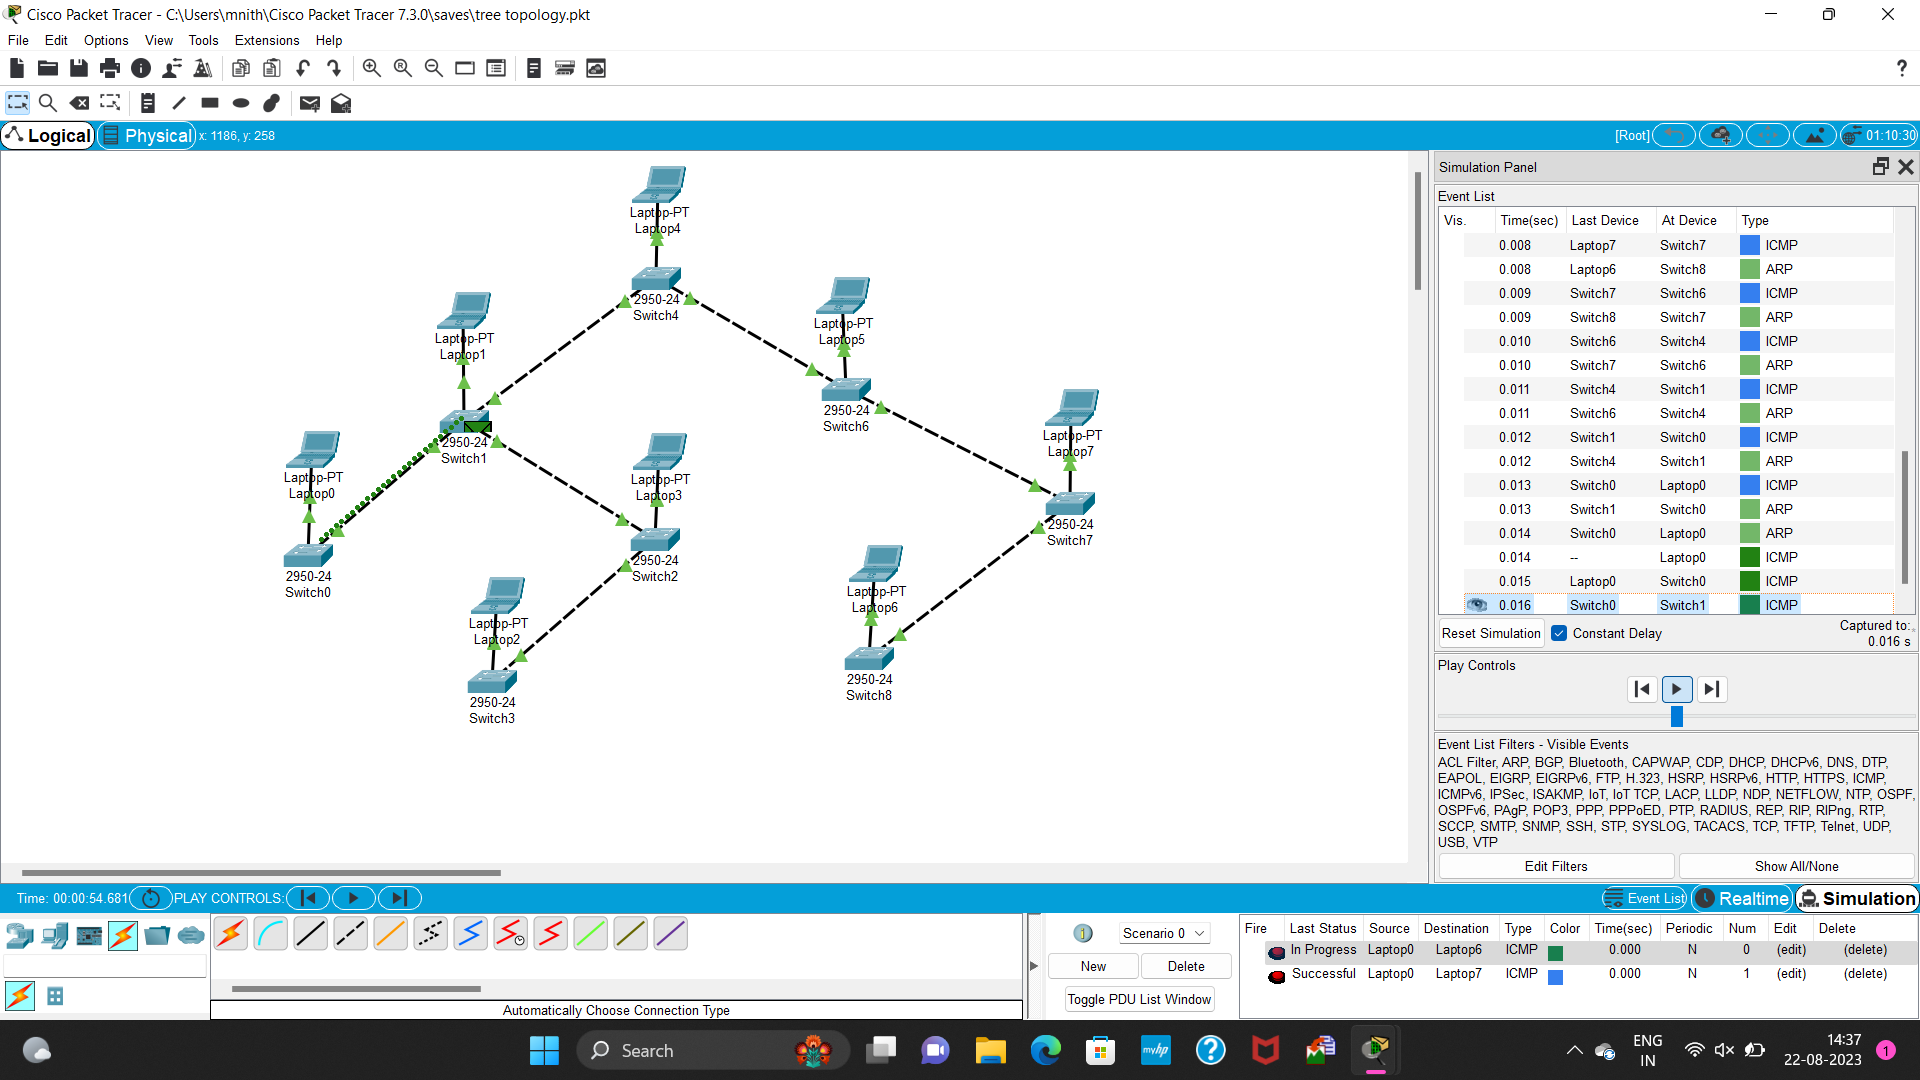 Cisco Packet Tracer - C:\Users\mnith\Cisco Packet Tracer 7.3.0\saves\tree topology.pkt
File Edit Options View Tools Extensions Help
?
Logical Physical x: 1186, y: 258 [Root] 01:10:30
Laptop-PT
Laptop4
2950-24
Switch4
Laptop-PT
Laptop1
2950-24
Switch1
Laptop-PT
Laptop5
2950-24
Switch6
Laptop-PT
Laptop7
2950-24
Switch7
Laptop-PT
Laptop0
2950-24
Switch0
Laptop-PT
Laptop3
2950-24
Switch2
Laptop-PT
Laptop2
2950-24
Switch3
Laptop-PT
Laptop6
2950-24
Switch8
Simulation Panel
Event List
Vis. Time(sec) Last Device At Device Type
0.008 Laptop7 Switch7 ICMP
0.008 Laptop6 Switch8 ARP
0.009 Switch7 Switch6 ICMP
0.009 Switch8 Switch7 ARP
0.010 Switch6 Switch4 ICMP
0.010 Switch7 Switch6 ARP
0.011 Switch4 Switch1 ICMP
0.011 Switch6 Switch4 ARP
0.012 Switch1 Switch0 ICMP
0.012 Switch4 Switch1 ARP
0.013 Switch0 Laptop0 ICMP
0.013 Switch1 Switch0 ARP
0.014 Switch0 Laptop0 ARP
0.014 -- Laptop0 ICMP
0.015 Laptop0 Switch0 ICMP
0.016 Switch0 Switch1 ICMP
Reset Simulation Constant Delay Captured to:
0.016 s
Play Controls
Event List Filters - Visible Events
ACL Filter, ARP, BGP, Bluetooth, CAPWAP, CDP, DHCP, DHCPv6, DNS, DTP,
EAPOL, EIGRP, EIGRPv6, FTP, H.323, HSRP, HSRPv6, HTTP, HTTPS, ICMP,
ICMPv6, IPSec, ISAKMP, IoT, IoT TCP, LACP, LLDP, NDP, NETFLOW, NTP, OSPF,
OSPFv6, PAgP, POP3, PPP, PPPoED, PTP, RADIUS, REP, RIP, RIPng, RTP,
SCCP, SMTP, SNMP, SSH, STP, SYSLOG, TACACS, TCP, TFTP, Telnet, UDP,
USB, VTP
Edit Filters Show All/None
Time: 00:00:54.681 PLAY CONTROLS: Event List Realtime Simulation
Automatically Choose Connection Type
1 Scenario 0
New Delete
Toggle PDU List Window
Fire Last Status Source Destination Type Color Time(sec) Periodic Num Edit Delete
In Progress Laptop0 Laptop6 ICMP 0.000 N 0 (edit) (delete)
Successful Laptop0 Laptop7 ICMP 0.000 N 1 (edit) (delete)
Search
myhp
?
ENG
IN
14:37
22-08-2023
1